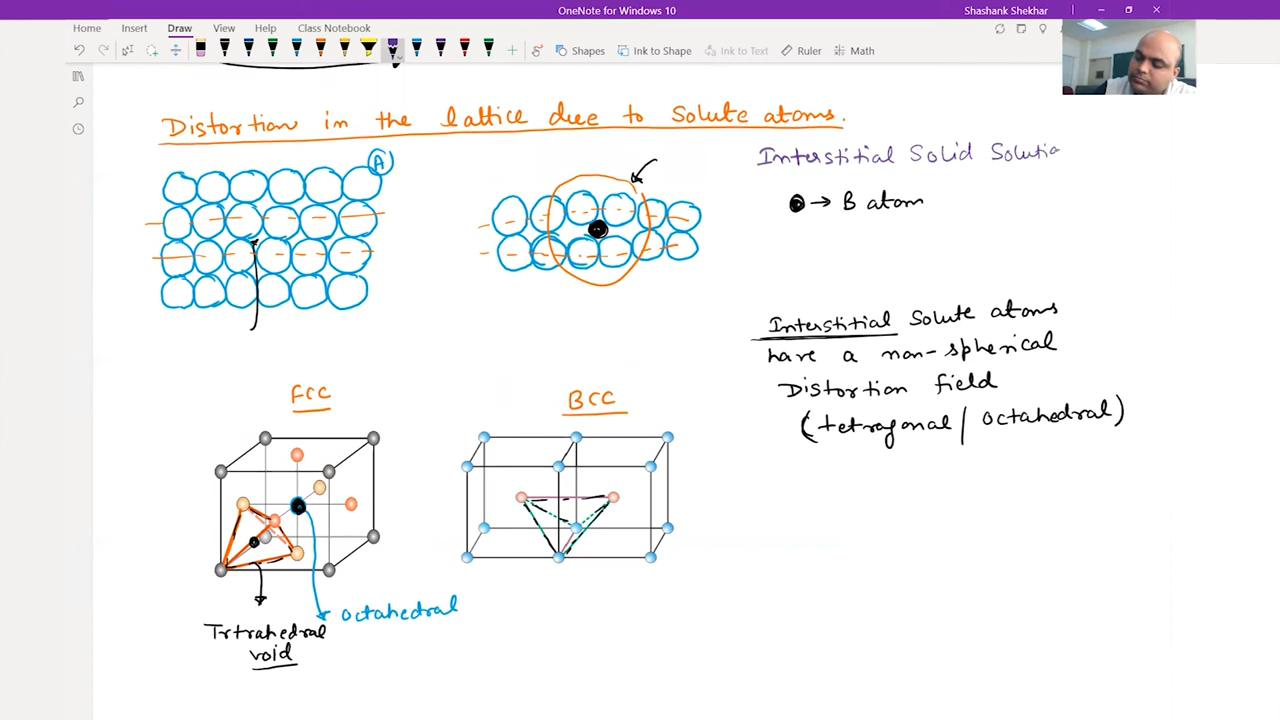 OneNote for Windows 10
Shashank Shekhar
Home Insert Draw View Help Class Notebook
Shapes Ink to Shape Ink to Text Ruler Math
Distortion in the lattice due to Solute atoms.
A
Interstitial Solid Solutio
→ B atom
Interstitial Solute atoms
have a non-spherical
Distortion field
(tetragonal / octahedral)
FCC
BCC
octahedral
Trtrahedral
void